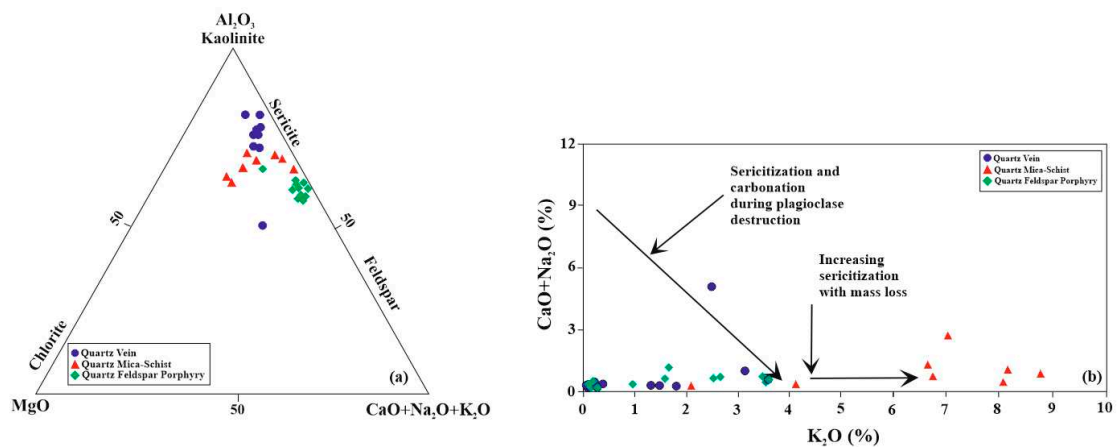 Al₂O₃
Kaolinite
Sericite
50
50
Feldspar
Chlorite
Quartz Vein
Quartz Mica-Schist
Quartz Feldspar Porphyry
(a)
MgO
50
CaO+Na₂O+K₂O
12
9
6
3
0
CaO+Na₂O (%)
Sericitization and
carbonation
during plagioclase
destruction
Increasing
sericitization
with mass loss
Quartz Vein
Quartz Mica-Schist
Quartz Feldspar Porphyry
(b)
0 1 2 3 4 5 6 7 8 9 10
K₂O (%)